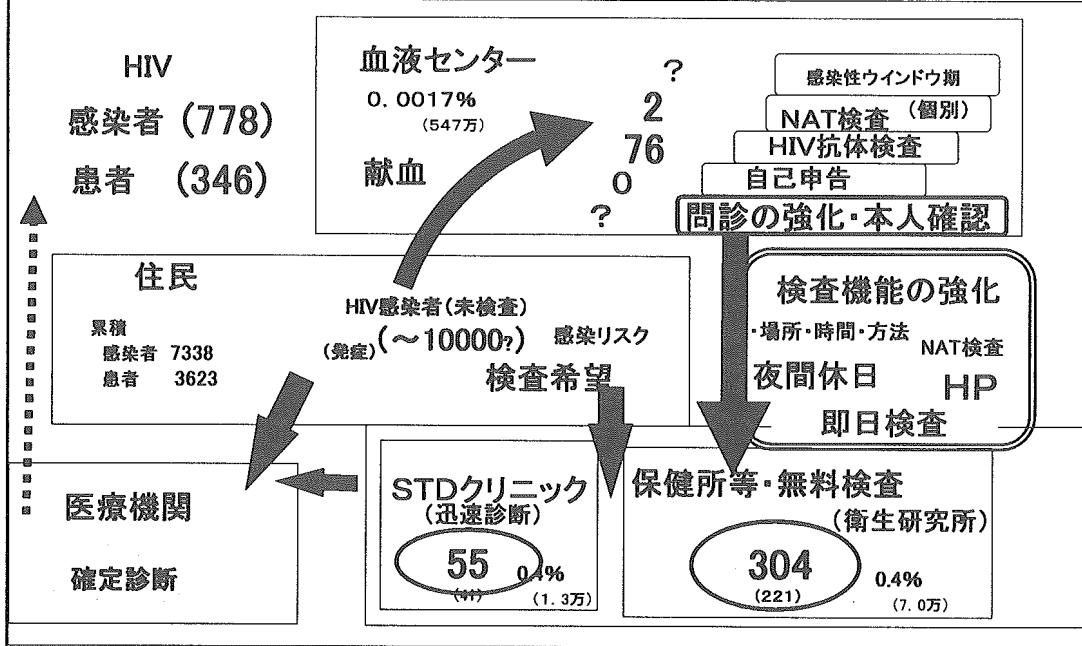 HIV
感染者 (778)
患者 (346)
血液センター
0.0017%
(547万)
献血
?
2
76
0
?
感染性ウインドウ期
NAT検査 (個別)
HIV抗体検査
自己申告
問診の強化・本人確認
住民
累積
感染者 7338
患者 3623
HIV感染者(未検査)
(発症)(～10000?) 感染リスク
検査希望
検査機能の強化
・場所・時間・方法
NAT検査
夜間休日
HP
即日検査
医療機関
確定診断
STDクリニック
(迅速診断)
55 0.4%
(41) (1.3万)
保健所等・無料検査
(衛生研究所)
304 0.4%
(221) (7.0万)